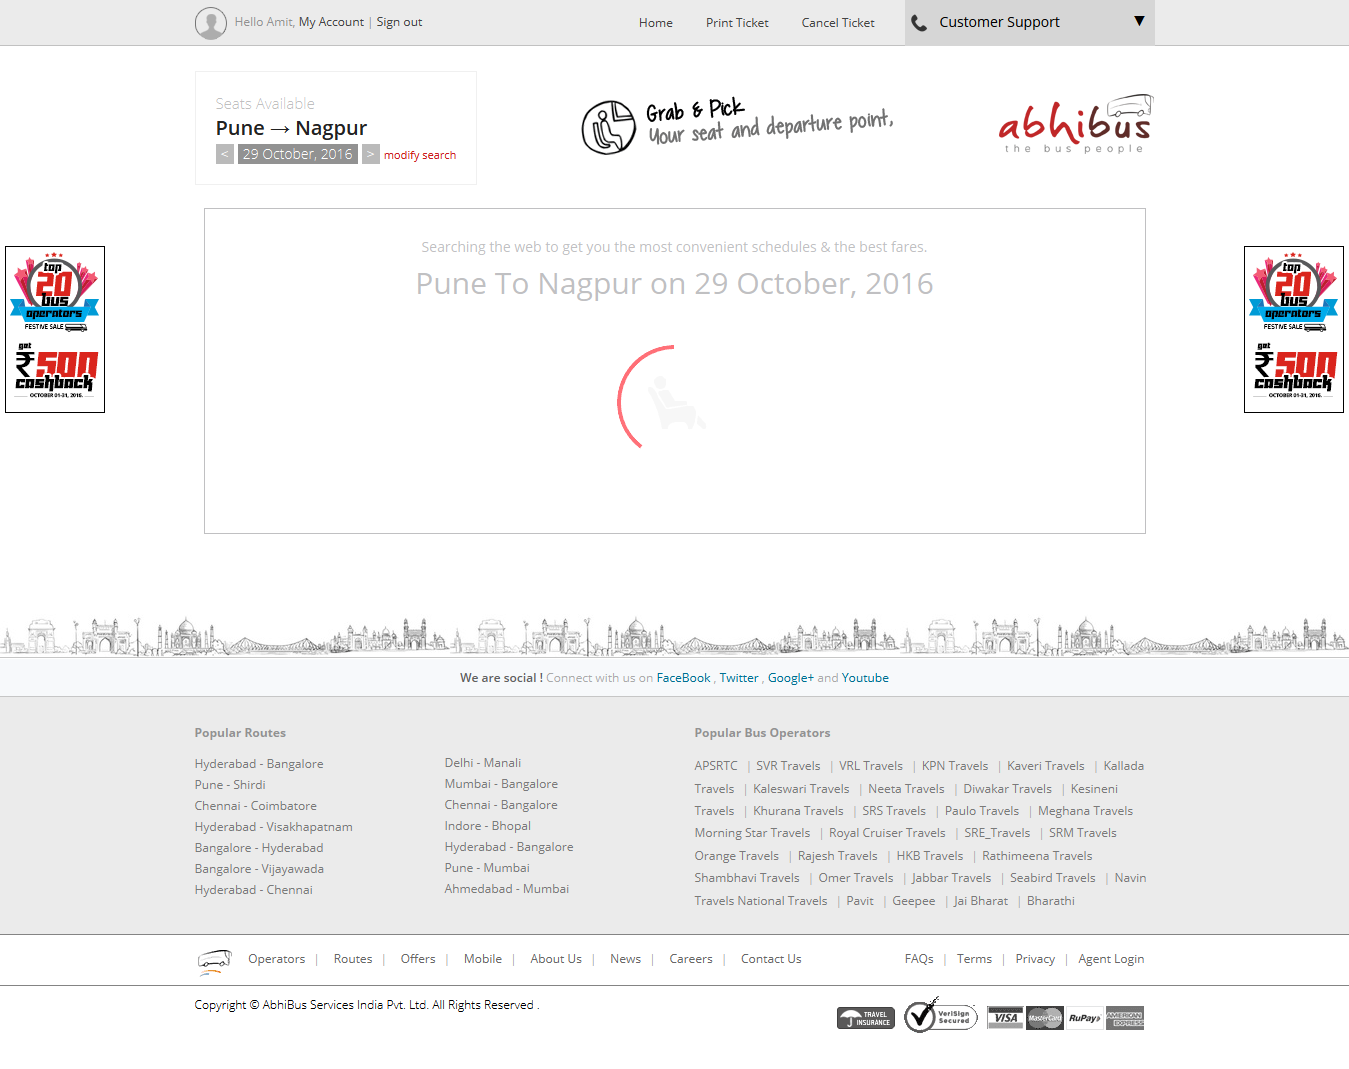 Hello Amit, My Account | Sign out
Home
Print Ticket
Cancel Ticket
Customer Support
Seats Available
Pune → Nagpur
< 29 October, 2016 > modify search
Grab & Pick
Your seat and departure point,
abhibus
the bus people
top
20
bus
operators
FESTIVE SALE
get
₹500
cashback
OCTOBER 01-31, 2016.
Searching the web to get you the most convenient schedules & the best fares.
Pune To Nagpur on 29 October, 2016
top
20
bus
operators
FESTIVE SALE
get
₹500
cashback
OCTOBER 01-31, 2016.
We are social ! Connect with us on FaceBook , Twitter , Google+ and Youtube
Popular Routes
Hyderabad - Bangalore
Pune - Shirdi
Chennai - Coimbatore
Hyderabad - Visakhapatnam
Bangalore - Hyderabad
Bangalore - Vijayawada
Hyderabad - Chennai
Delhi - Manali
Mumbai - Bangalore
Chennai - Bangalore
Indore - Bhopal
Hyderabad - Bangalore
Pune - Mumbai
Ahmedabad - Mumbai
Popular Bus Operators
APSRTC | SVR Travels | VRL Travels | KPN Travels | Kaveri Travels | Kallada
Travels | Kaleswari Travels | Neeta Travels | Diwakar Travels | Kesineni
Travels | Khurana Travels | SRS Travels | Paulo Travels | Meghana Travels
Morning Star Travels | Royal Cruiser Travels | SRE_Travels | SRM Travels
Orange Travels | Rajesh Travels | HKB Travels | Rathimeena Travels
Shambhavi Travels | Omer Travels | Jabbar Travels | Seabird Travels | Navin
Travels National Travels | Pavit | Geepee | Jai Bharat | Bharathi
Operators | Routes | Offers | Mobile | About Us | News | Careers | Contact Us
FAQs | Terms | Privacy | Agent Login
Copyright © AbhiBus Services India Pvt. Ltd. All Rights Reserved .
TRAVEL
INSURANCE
VeriSign
Secured
VISA
MasterCard
RuPay
AMERICAN
EXPRESS